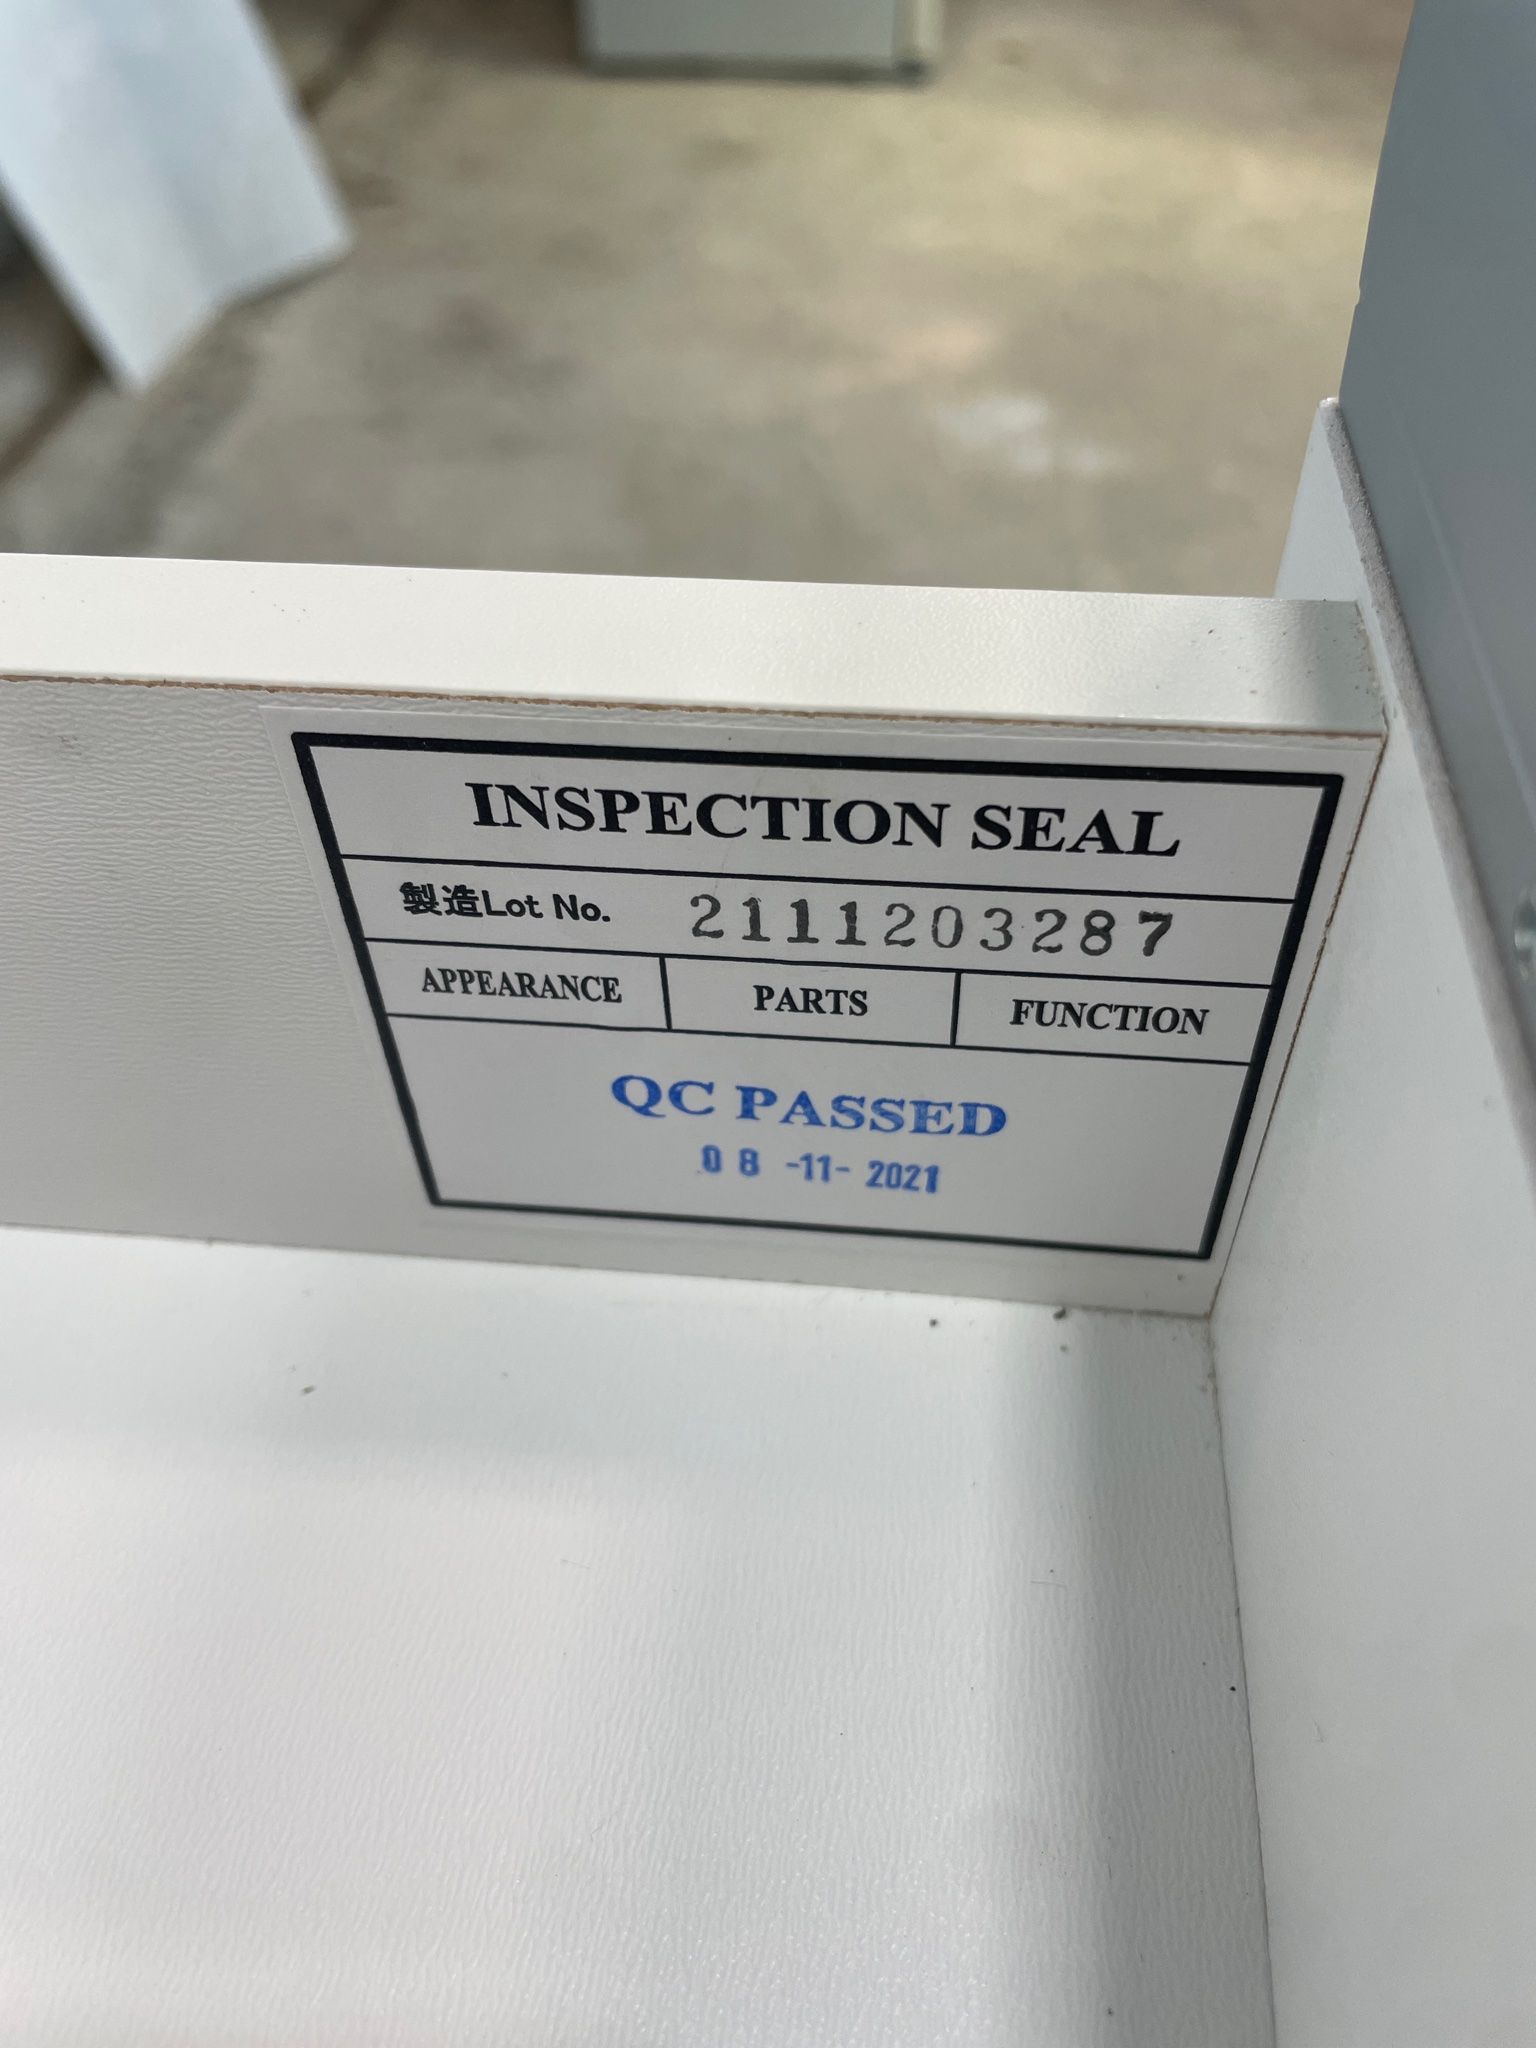 INSPECTION SEAL
製造Lot No. 2111203287
APPEARANCE PARTS FUNCTION
QC PASSED
08 -11- 2021